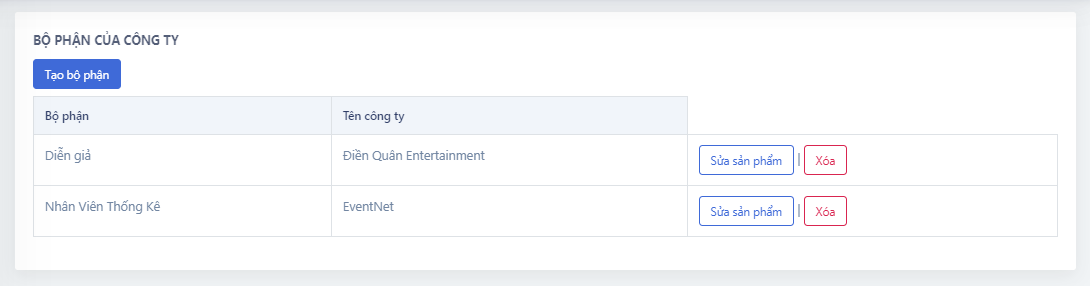 BỘ PHẬN CỦA CÔNG TY
Tạo bộ phận
Bộ phận Tên công ty
Diễn giả Điền Quân Entertainment Sửa sản phẩm | Xóa
Nhân Viên Thống Kê EventNet Sửa sản phẩm | Xóa